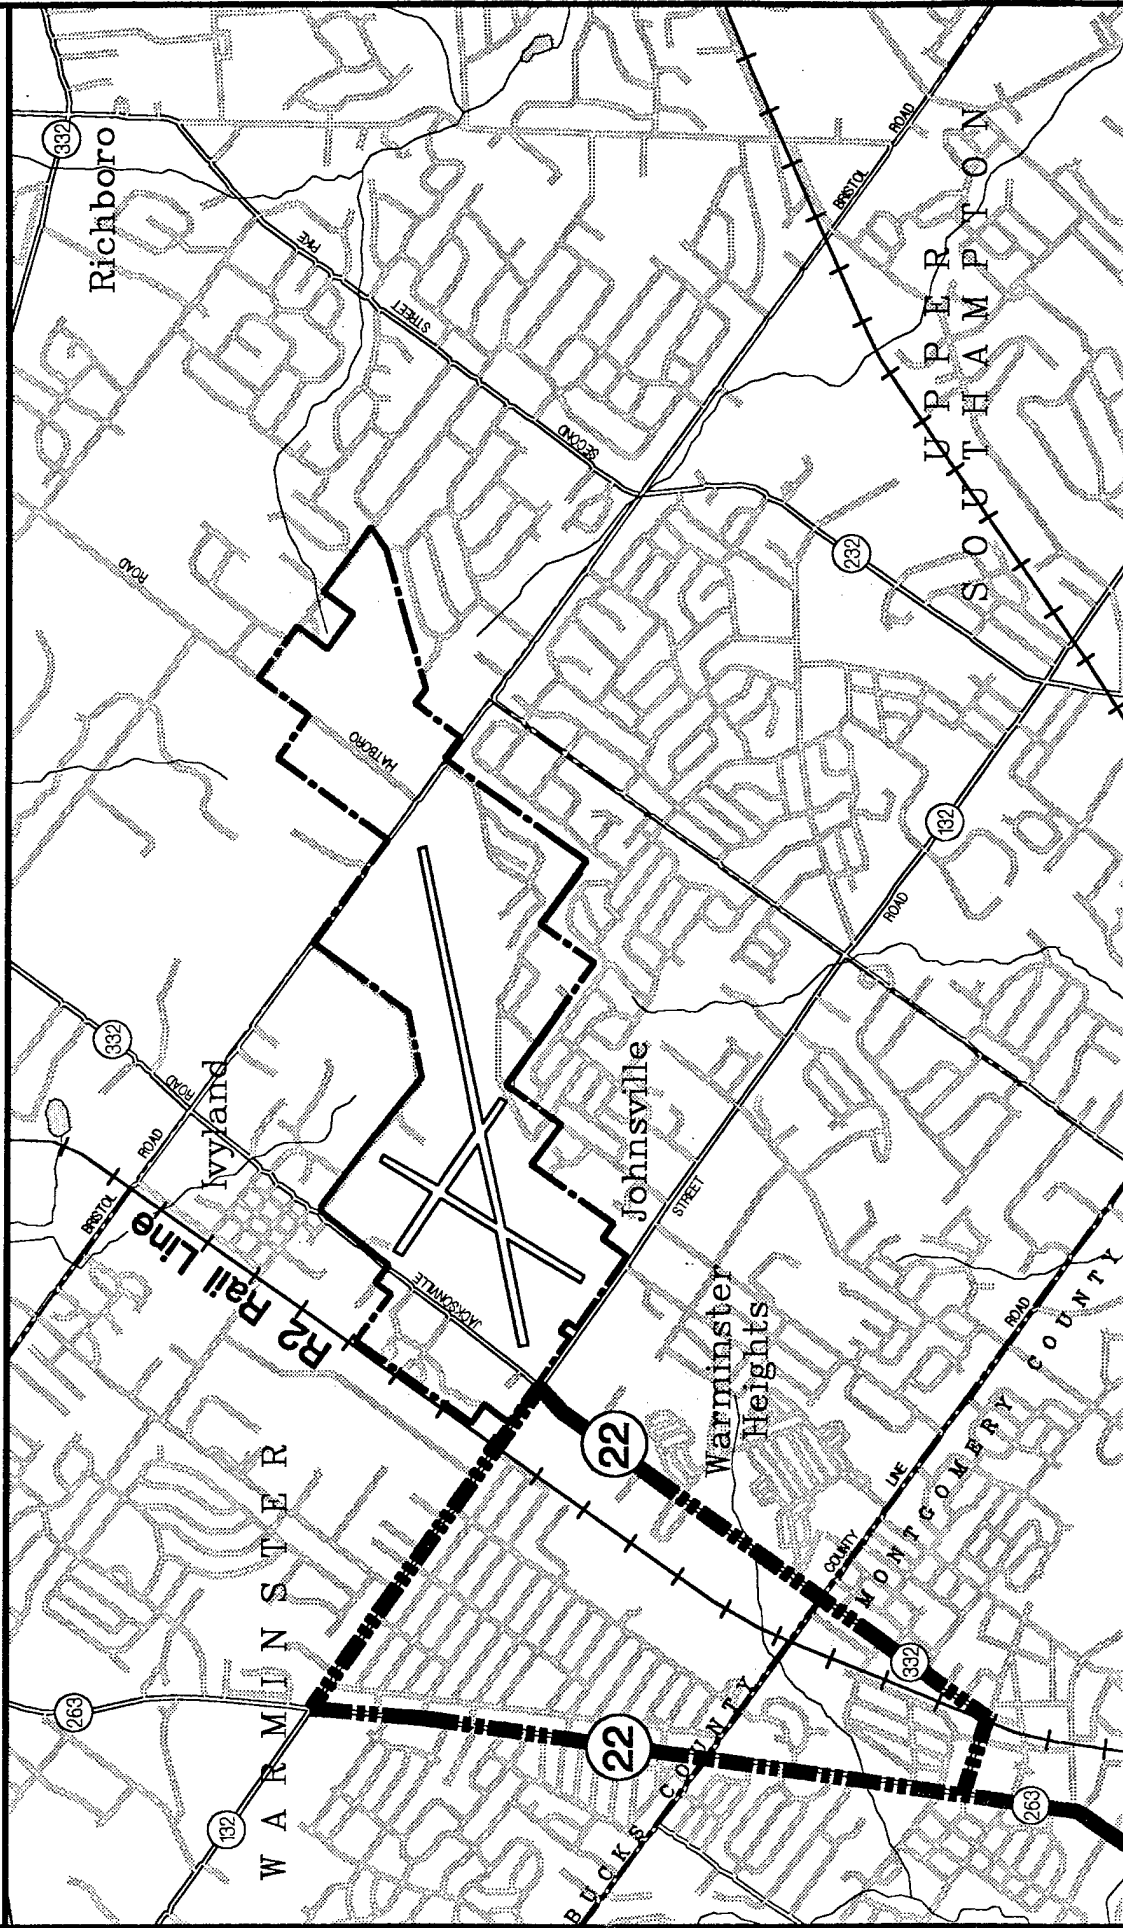 332
Richboro
ROAD
BRISTOL
PIKE
STREET
SECOND
UPPER
SOUTHAMPTON
232
ROAD
HATBORO
132
ROAD
332
ROAD
Ivyland
ROAD
BRISTOL
R2 Rail Line
JACKSONVILLE
Johnsville
STREET
Warminster
Heights
22
WARMINSTER
ROAD
LINE
COUNTY
MONTGOMERY COUNTY
BUCKS COUNTY
332
263
22
132
263